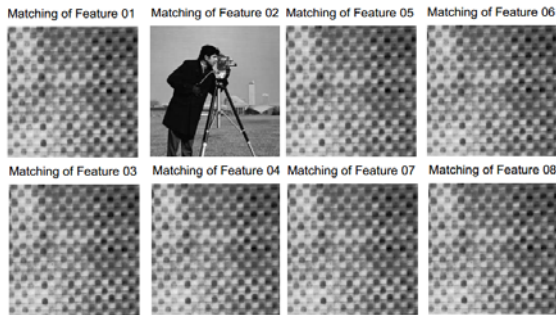 Matching of Feature 01
Matching of Feature 02
Matching of Feature 05
Matching of Feature 06
Matching of Feature 03
Matching of Feature 04
Matching of Feature 07
Matching of Feature 08